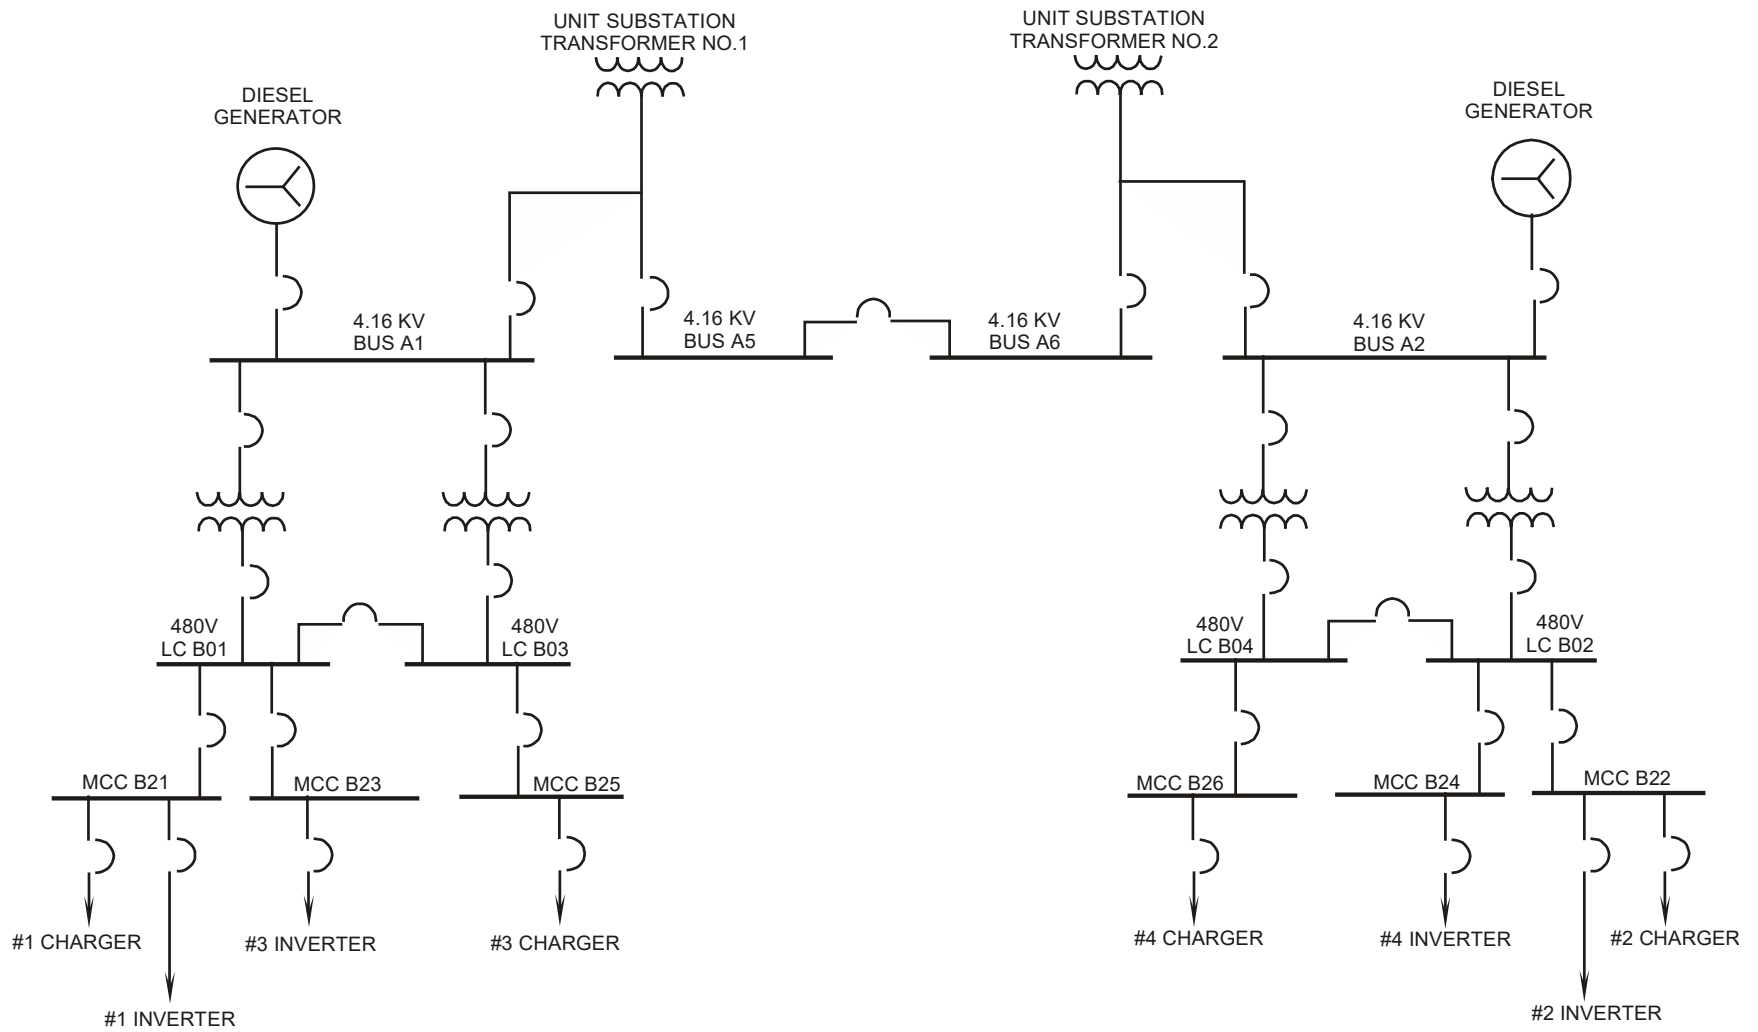 UNIT SUBSTATION
TRANSFORMER NO.1
UNIT SUBSTATION
TRANSFORMER NO.2
DIESEL
GENERATOR
DIESEL
GENERATOR
4.16 KV
BUS A1
4.16 KV
BUS A5
4.16 KV
BUS A6
4.16 KV
BUS A2
480V
LC B01
480V
LC B03
480V
LC B04
480V
LC B02
MCC B21
MCC B23
MCC B25
MCC B26
MCC B24
MCC B22
#1 CHARGER
#3 INVERTER
#3 CHARGER
#4 CHARGER
#4 INVERTER
#2 CHARGER
#1 INVERTER
#2 INVERTER